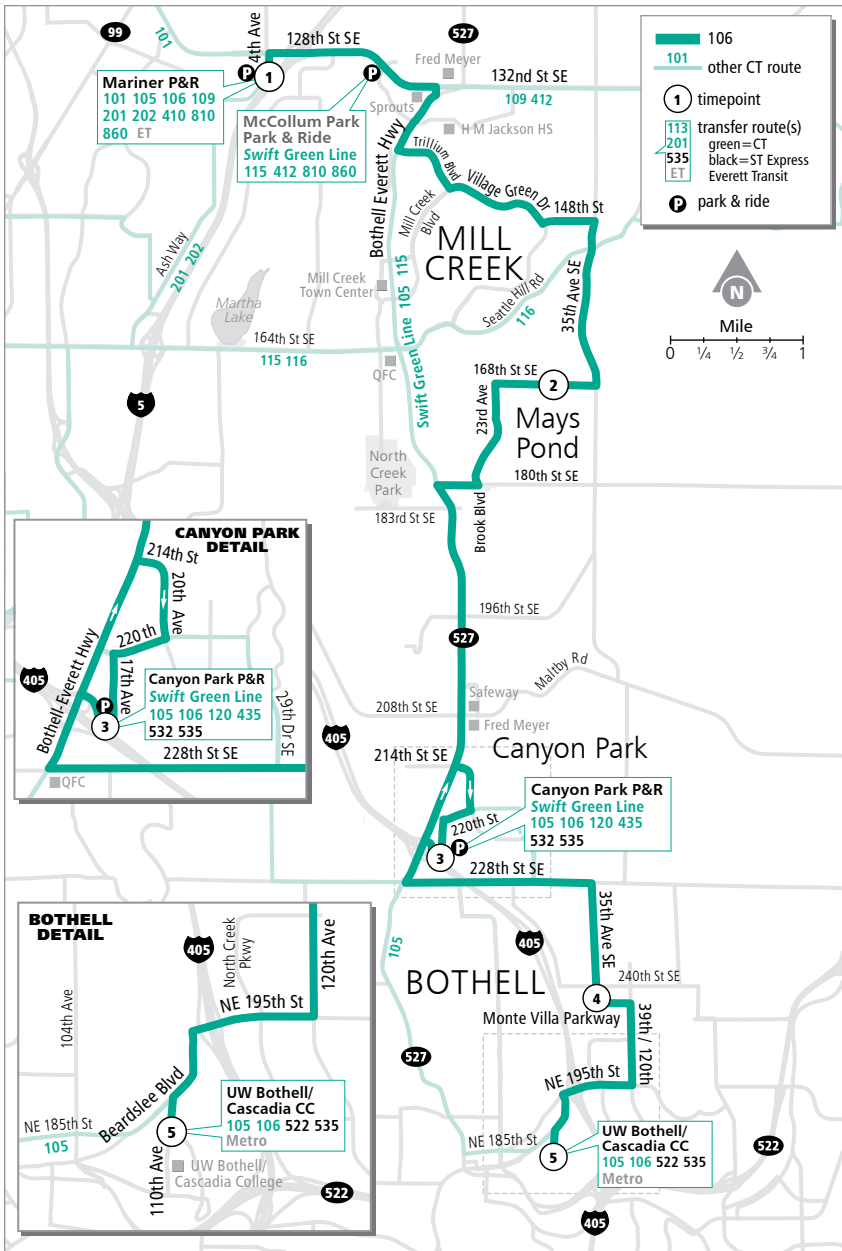 99
101
4th Ave
128th St SE
527
Fred Meyer
132nd St SE
109 412
Mariner P&R
101 105 106 109
201 202 410 810
860 ET
P
1
P
Sprouts
McCollum Park
Park & Ride
Swift Green Line
115 412 810 860
H M Jackson HS
Bothell Everett Hwy
Trillium Blvd
Village Green Dr
148th St
Mill Creek
Blvd
MILL
CREEK
Ash Way
201 202
Martha
Lake
Mill Creek
Town Center
105 115
Swift Green Line
Seattle Hill Rd
116
35th Ave SE
164th St SE
115 116
QFC
5
168th St SE
2
23rd Ave
Mays
Pond
North
Creek
Park
180th St SE
183rd St SE
Brook Blvd
196th St SE
527
Maltby Rd
Safeway
208th St SE
Fred Meyer
405
214th St SE
Canyon Park
Canyon Park P&R
Swift Green Line
105 106 120 435
532 535
220th St
3
P
228th St SE
35th Ave SE
105
405
BOTHELL
240th St SE
4
Monte Villa Parkway
39th / 120th
527
NE 195th St
NE 185th St
5
UW Bothell/
Cascadia CC
105 106 522 535
Metro
522
405
106
101
other CT route
1
timepoint
113
201
535
ET
transfer route(s)
green=CT
black=ST Express
Everett Transit
P
park & ride
N
Mile
0 ¼ ½ ¾ 1
CANYON PARK
DETAIL
214th St
20th Ave
220 th
17th Ave
Bothell-Everett Hwy
405
Canyon Park P&R
Swift Green Line
105 106 120 435
532 535
P
3
29th Dr SE
228th St SE
QFC
BOTHELL
DETAIL
405
North Creek
Pkwy
120th Ave
104th Ave
NE 195th St
Beardslee Blvd
NE 185th St
105
UW Bothell/
Cascadia CC
105 106 522 535
Metro
5
110th Ave
UW Bothell/
Cascadia College
522